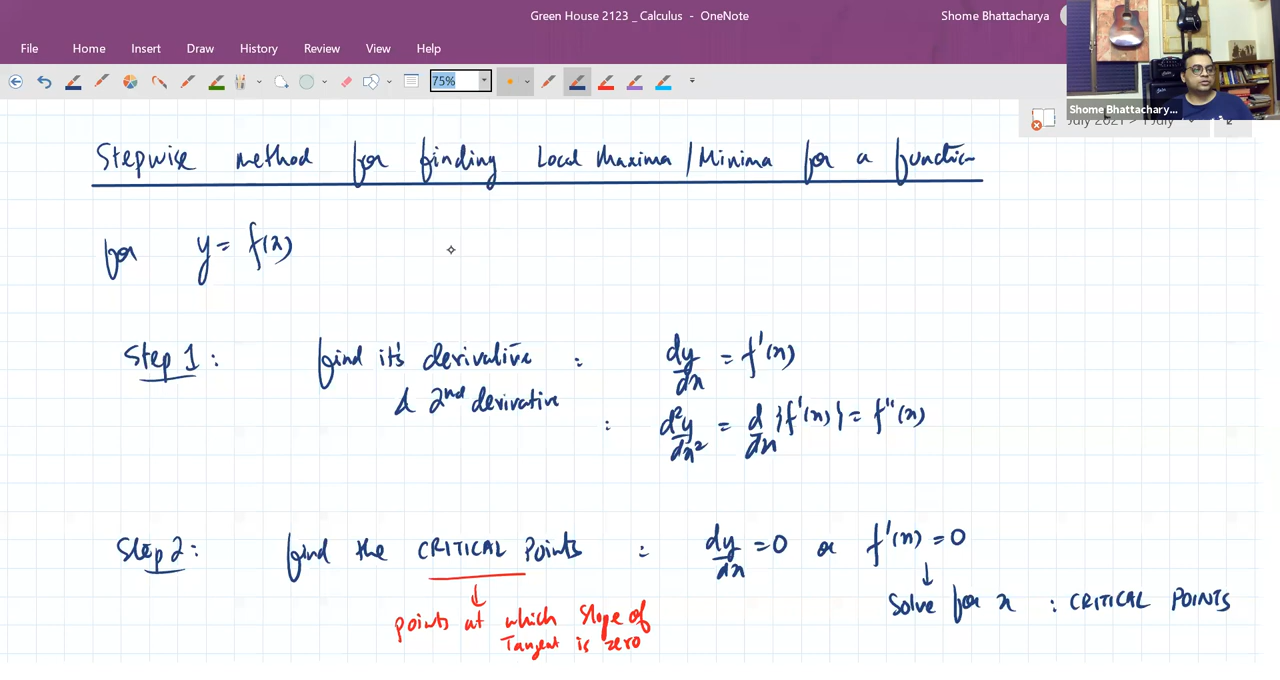 Green House 2123 _ Calculus - OneNote
Shome Bhattacharya
File Home Insert Draw History Review View Help
75%
Shome Bhattachary...
July 2021 > 1 July
Stepwise method for finding Local Maxima / Minima for a function
for y = f(x)
Step 1: find it's derivative : dy/dx = f'(x)
& 2nd derivative : d²y/dx² = d/dx {f'(x)} = f''(x)
Step 2: find the CRITICAL Points : dy/dx = 0 or f'(x) = 0
↓
Solve for x : CRITICAL POINTS
↓
points at which slope of
Tangent is zero